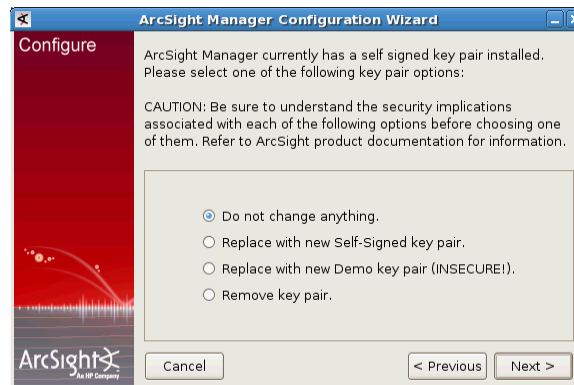 ArcSight Manager Configuration Wizard
Configure
ArcSight Manager currently has a self signed key pair installed.
Please select one of the following key pair options:
CAUTION: Be sure to understand the security implications
associated with each of the following options before choosing one
of them. Refer to ArcSight product documentation for information.
Do not change anything.
Replace with new Self-Signed key pair.
Replace with new Demo key pair (INSECURE!).
Remove key pair.
ArcSight
An HP Company
Cancel
< Previous
Next >